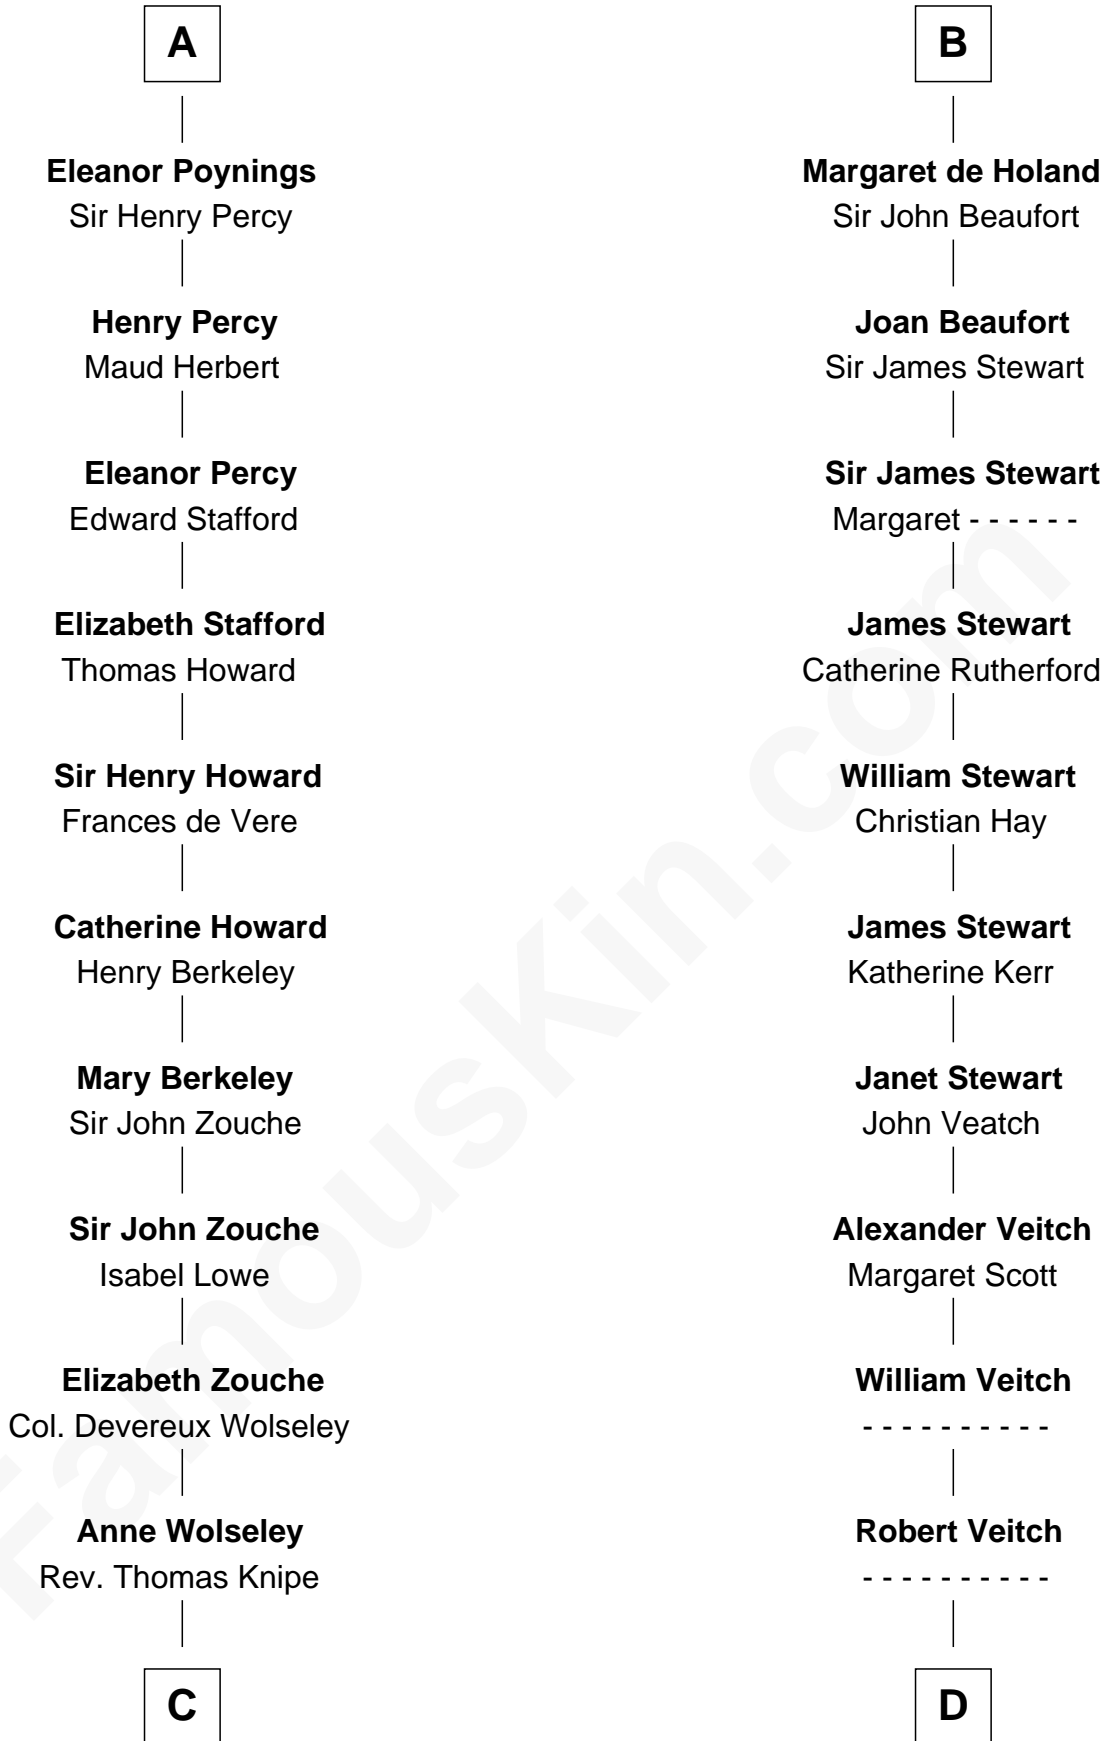 A
Eleanor Poynings
Sir Henry Percy
Henry Percy
Maud Herbert
Eleanor Percy
Edward Stafford
Elizabeth Stafford
Thomas Howard
Sir Henry Howard
Frances de Vere
Catherine Howard
Henry Berkeley
Mary Berkeley
Sir John Zouche
Sir John Zouche
Isabel Lowe
Elizabeth Zouche
Col. Devereux Wolseley
Anne Wolseley
Rev. Thomas Knipe
C
B
Margaret de Holand
Sir John Beaufort
Joan Beaufort
Sir James Stewart
Sir James Stewart
Margaret - - - - - -
James Stewart
Catherine Rutherford
William Stewart
Christian Hay
James Stewart
Katherine Kerr
Janet Stewart
John Veatch
Alexander Veitch
Margaret Scott
William Veitch
- - - - - - - - - -
Robert Veitch
- - - - - - - - - -
D
FamousKin.com